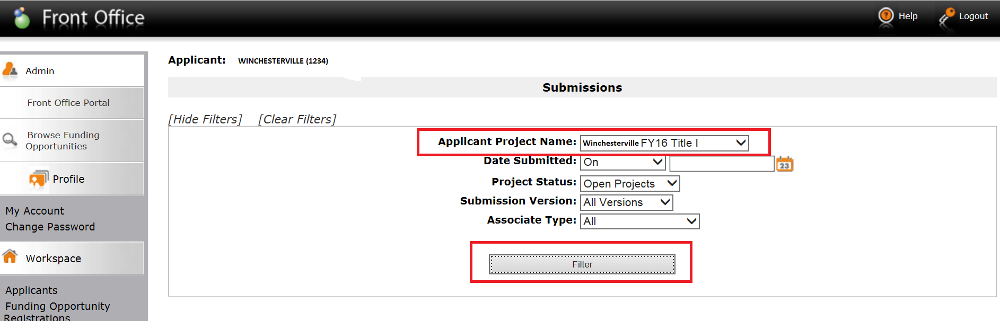 Front Office
Help
Logout
Admin
Front Office Portal
Browse Funding
Opportunities
Profile
My Account
Change Password
Workspace
Applicants
Funding Opportunity
Registrations
Applicant: WINCHESTERVILLE (1234)
Submissions
[Hide Filters] [Clear Filters]
Applicant Project Name: Winchesterville FY16 Title I
Date Submitted: On 23
Project Status: Open Projects
Submission Version: All Versions
Associate Type: All
Filter